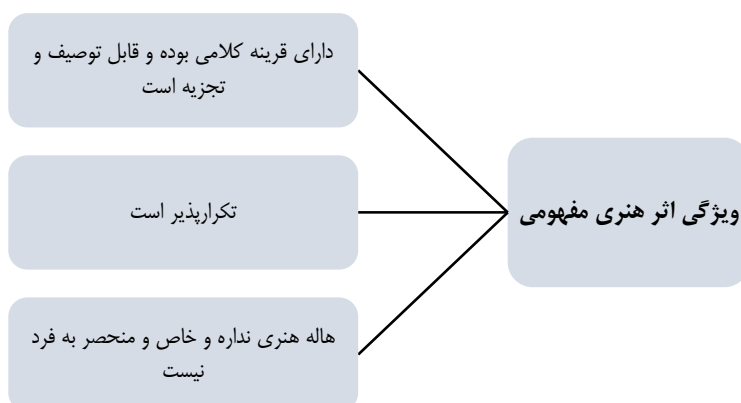 ویژگی اثر هنری مفهومی
دارای قرینه کلامی بوده و قابل توصیف و
تجزیه است
تکرارپذیر است
هاله هنری نداره و خاص و منحصر به فرد
نیست